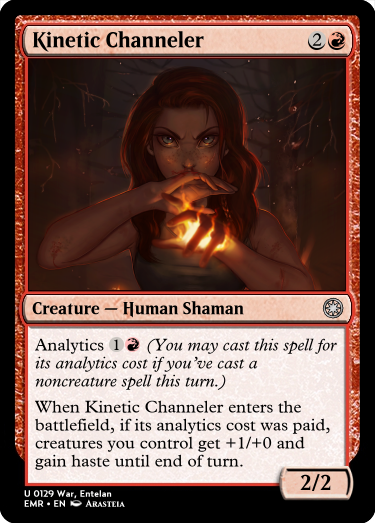 Kinetic Channeler 2
Creature — Human Shaman
Analytics 1 (You may cast this spell for
its analytics cost if you've cast a
noncreature spell this turn.)
When Kinetic Channeler enters the
battlefield, if its analytics cost was paid,
creatures you control get +1/+0 and
gain haste until end of turn.
2/2
U 0129 War, Entelan
EMR • EN Arasteia